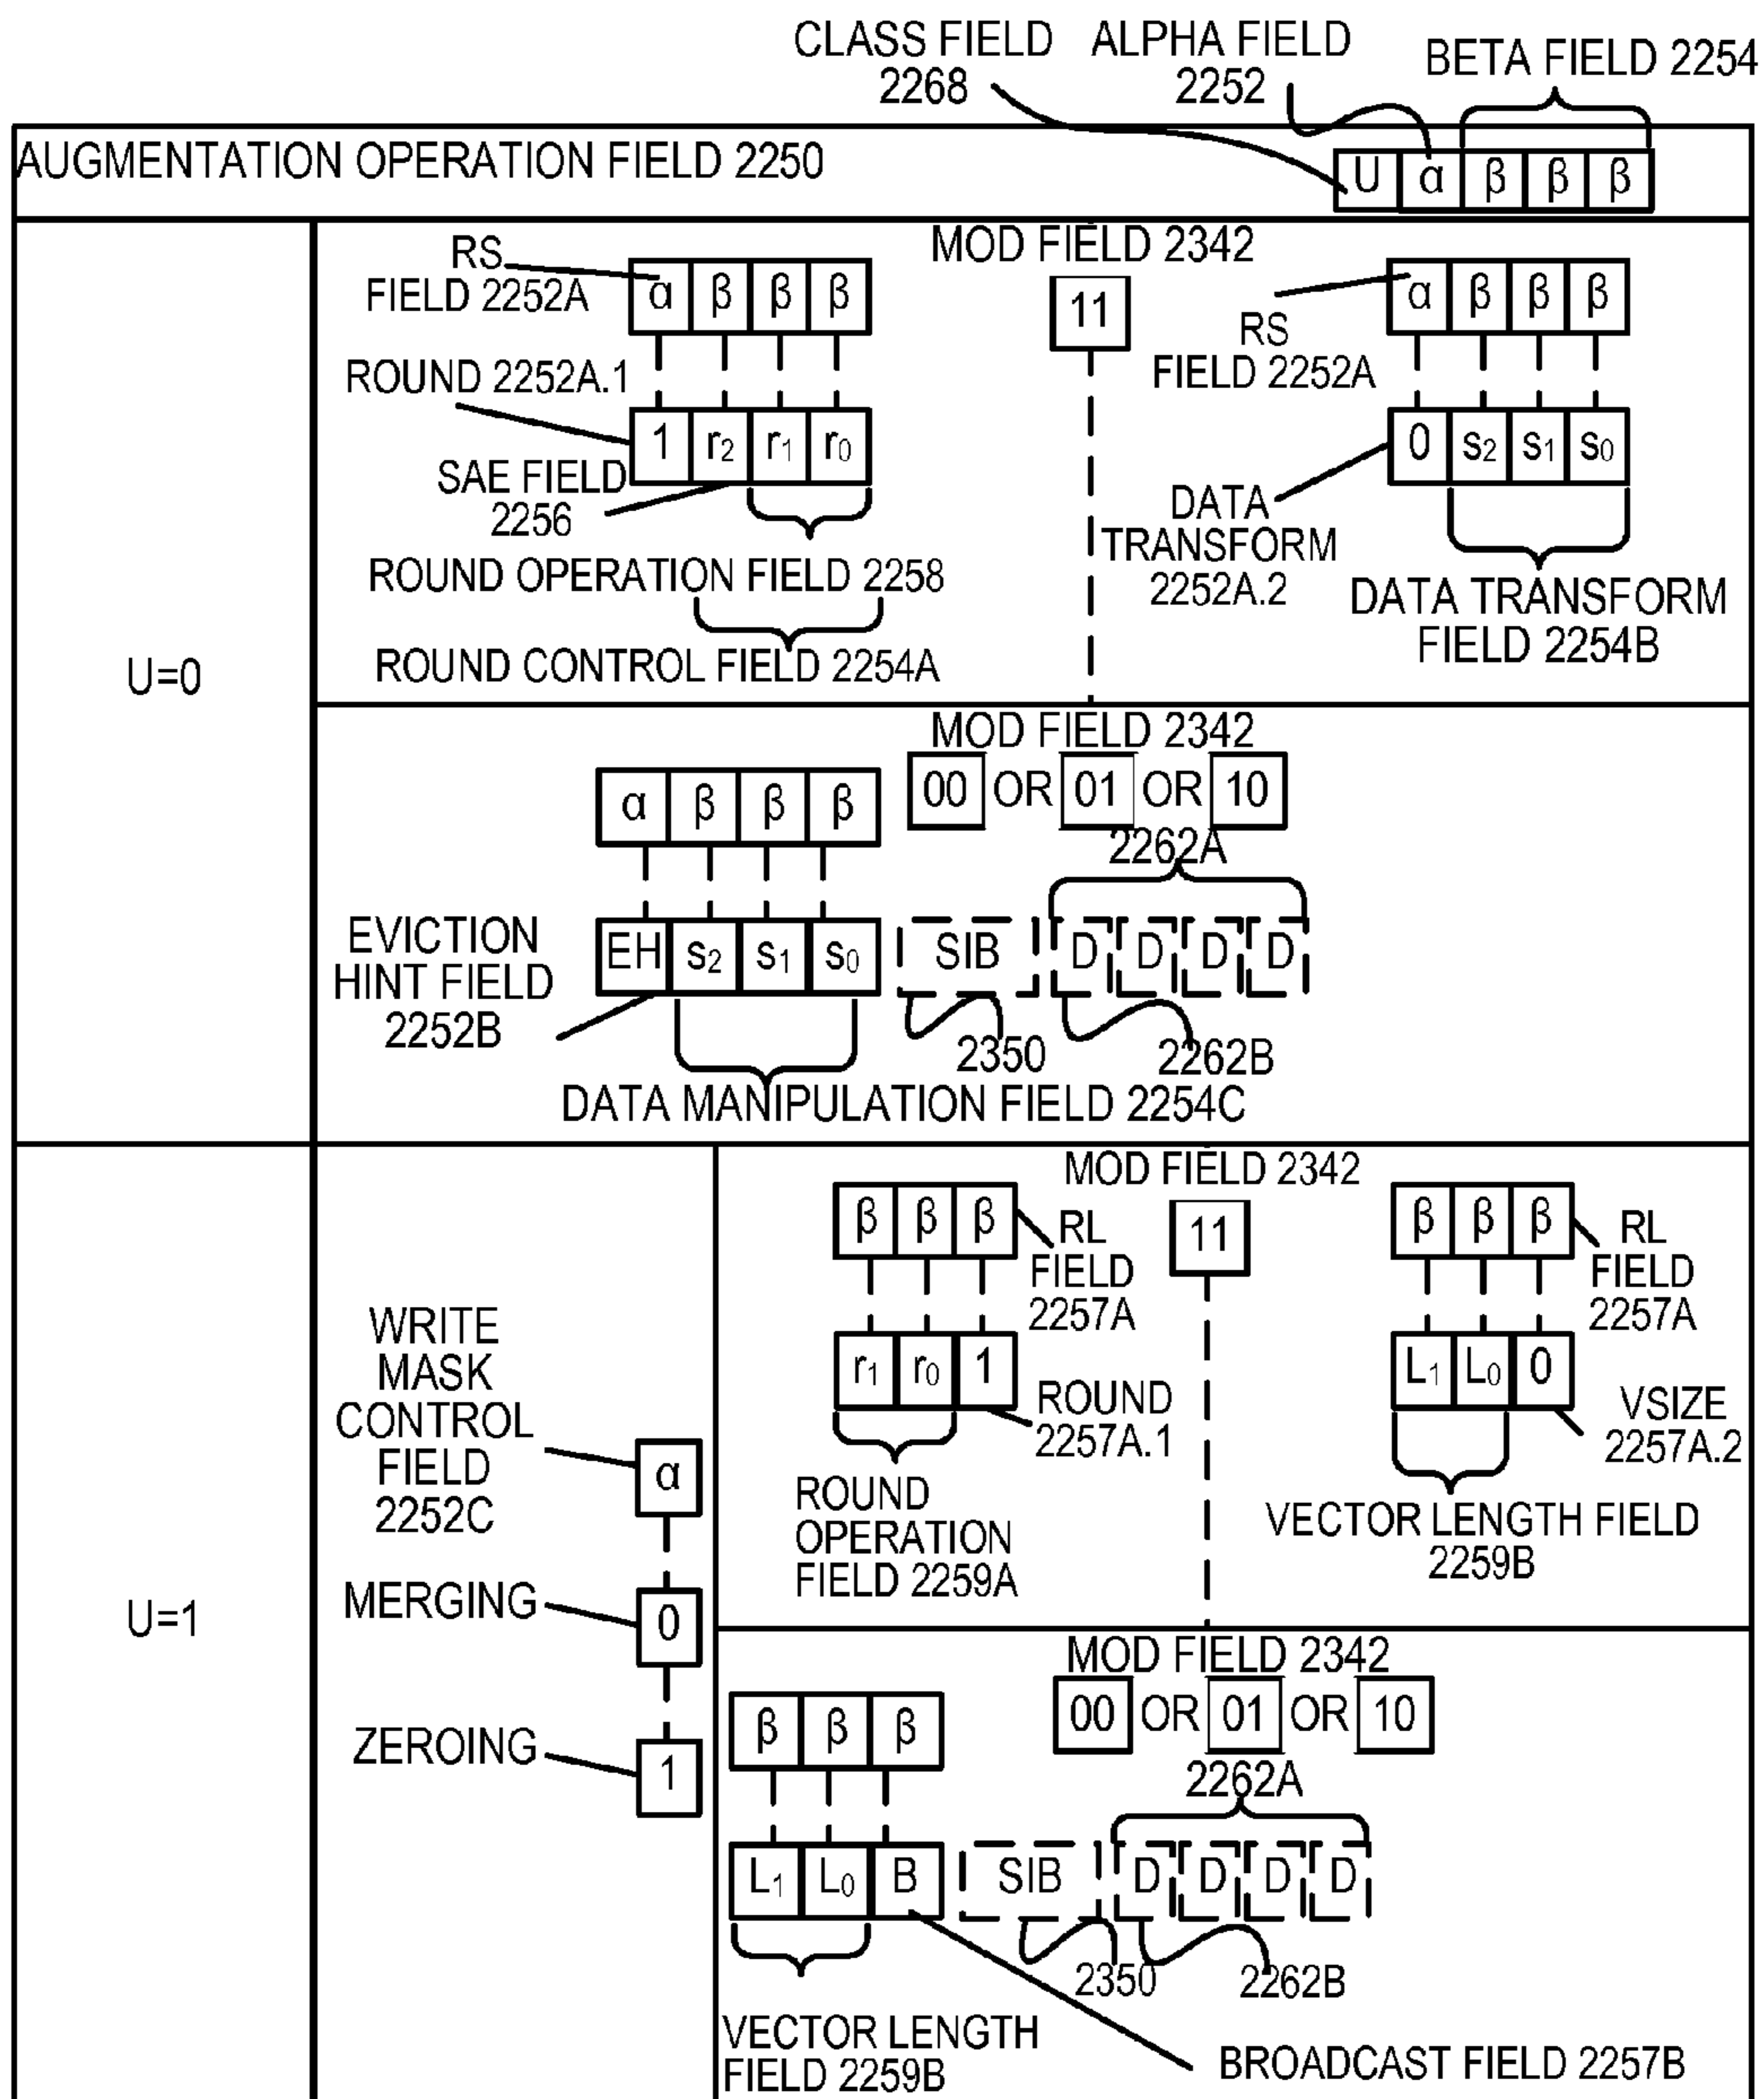 CLASS FIELD
2268
ALPHA FIELD
2252
BETA FIELD 2254
AUGMENTATION OPERATION FIELD 2250
U α β β β
U=0
MOD FIELD 2342
11
RS
FIELD 2252A
α β β β
ROUND 2252A.1
1 r2 r1 r0
SAE FIELD
2256
ROUND OPERATION FIELD 2258
ROUND CONTROL FIELD 2254A
α β β β
RS
FIELD 2252A
0 s2 s1 s0
DATA
TRANSFORM
2252A.2
DATA TRANSFORM
FIELD 2254B
MOD FIELD 2342
00 OR 01 OR 10
α β β β
2262A
EVICTION
HINT FIELD
2252B
EH s2 s1 s0 SIB D D D D
2350
2262B
DATA MANIPULATION FIELD 2254C
U=1
WRITE
MASK
CONTROL
FIELD
2252C
α
MERGING
0
ZEROING
1
MOD FIELD 2342
11
β β β
RL
FIELD
2257A
r1 r0 1
ROUND
2257A.1
ROUND
OPERATION
FIELD 2259A
β β β
RL
FIELD
2257A
L1 L0 0
VSIZE
2257A.2
VECTOR LENGTH FIELD
2259B
MOD FIELD 2342
00 OR 01 OR 10
β β β
2262A
L1 L0 B SIB D D D D
2350
2262B
VECTOR LENGTH
FIELD 2259B
BROADCAST FIELD 2257B